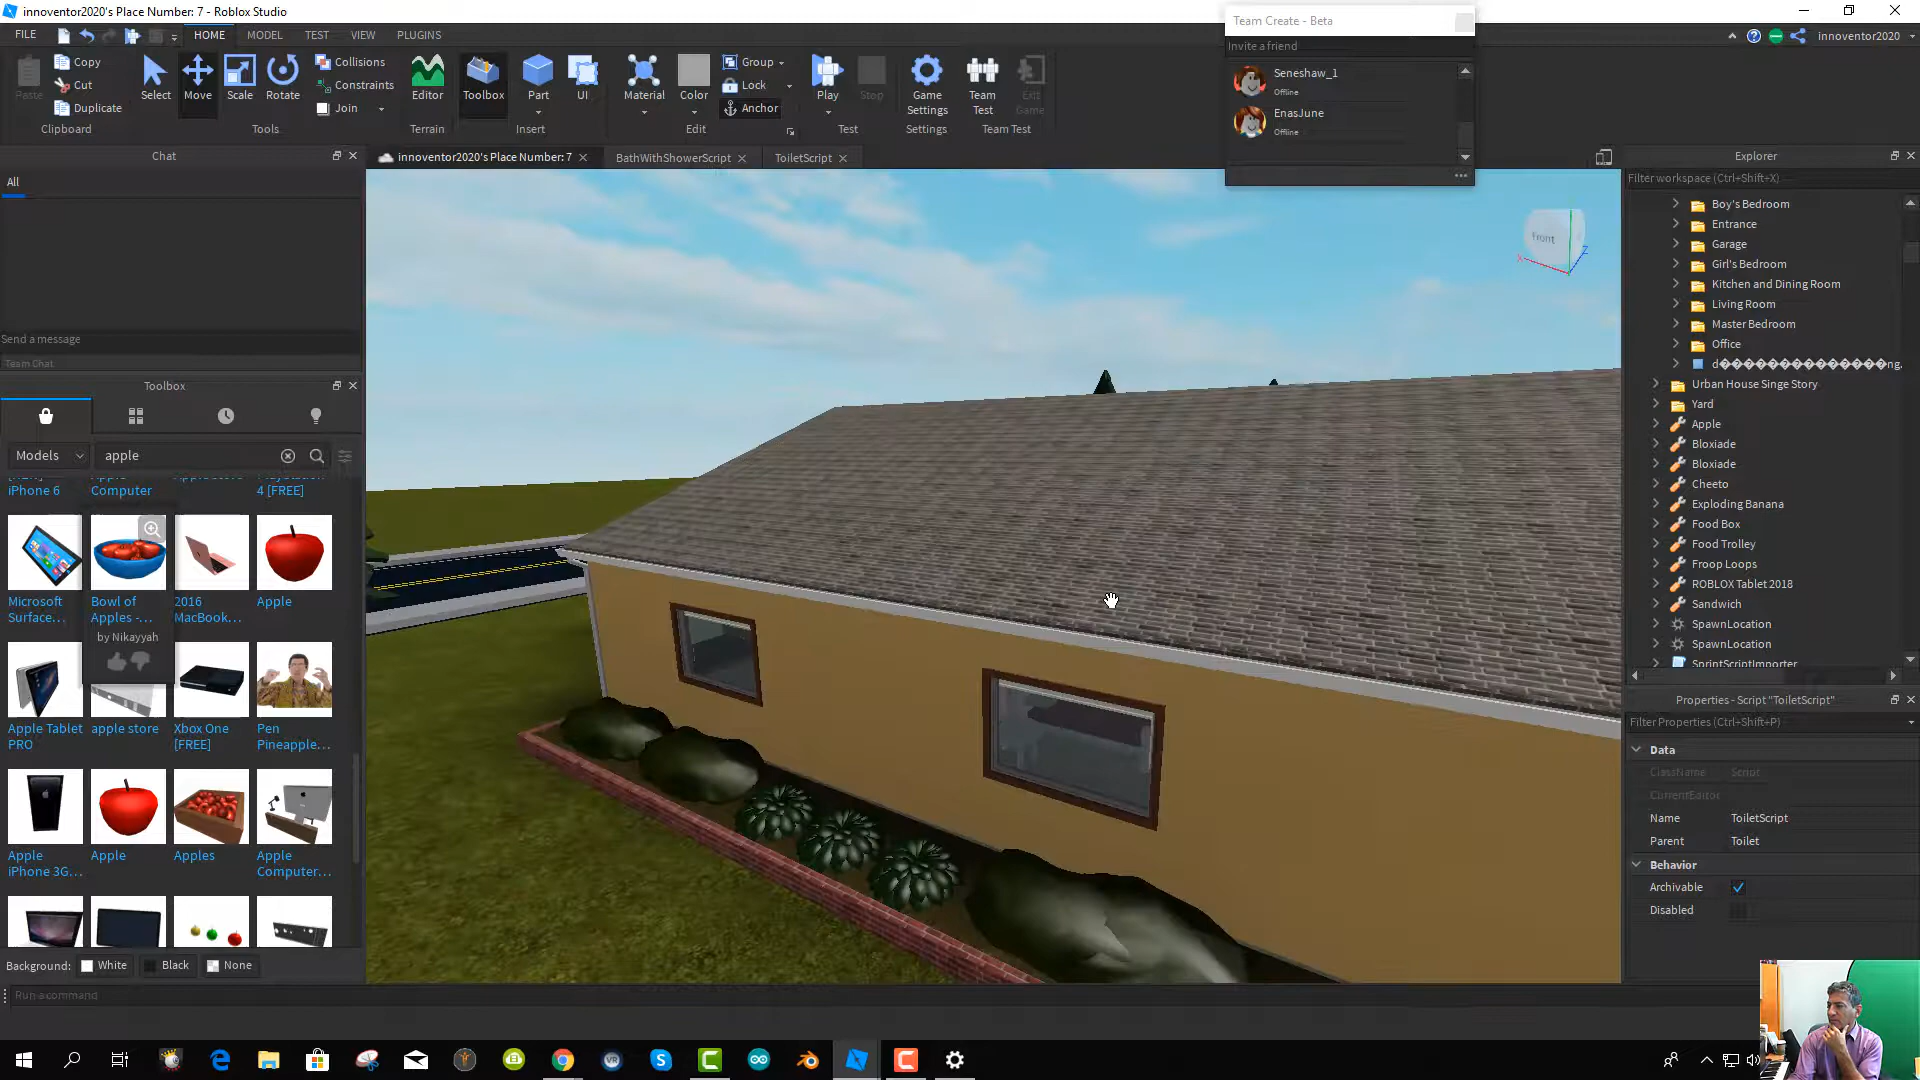 innoventor2020's Place Number: 7 - Roblox Studio
FILE
HOME
MODEL
TEST
VIEW
PLUGINS
innoventor2020
Paste
Copy
Cut
Duplicate
Clipboard
Select
Move
Scale
Rotate
Collisions
Constraints
Join
Tools
Editor
Terrain
Toolbox
Part
UI
Insert
Material
Color
Group
Lock
Anchor
Edit
Play
Stop
Test
Game
Settings
Settings
Team
Test
Exit
Game
Team Test
Team Create - Beta
Invite a friend
Seneshaw_1
Offline
EnasJune
Offline
Chat
All
Send a message
Team Chat
innoventor2020's Place Number: 7
BathWithShowerScript
ToiletScript
Front
X
Z
Toolbox
Models
apple
iPhone 6
Computer
4 [FREE]
Microsoft
Surface...
Bowl of
Apples -...
by Nikayyah
2016
MacBook...
Apple
Apple Tablet
PRO
apple store
Xbox One
[FREE]
Pen
Pineapple...
Apple
iPhone 3G...
Apple
Apples
Apple
Computer...
Background:
White
Black
None
Run a command
Explorer
Filter workspace (Ctrl+Shift+X)
Boy's Bedroom
Entrance
Garage
Girl's Bedroom
Kitchen and Dining Room
Living Room
Master Bedroom
Office
Urban House Singe Story
Yard
Apple
Bloxiade
Bloxiade
Cheeto
Exploding Banana
Food Box
Food Trolley
Froop Loops
ROBLOX Tablet 2018
Sandwich
SpawnLocation
SpawnLocation
SprintScriptImporter
Properties - Script "ToiletScript"
Filter Properties (Ctrl+Shift+P)
Data
ClassName
Script
CurrentEditor
Name
ToiletScript
Parent
Toilet
Behavior
Archivable
Disabled